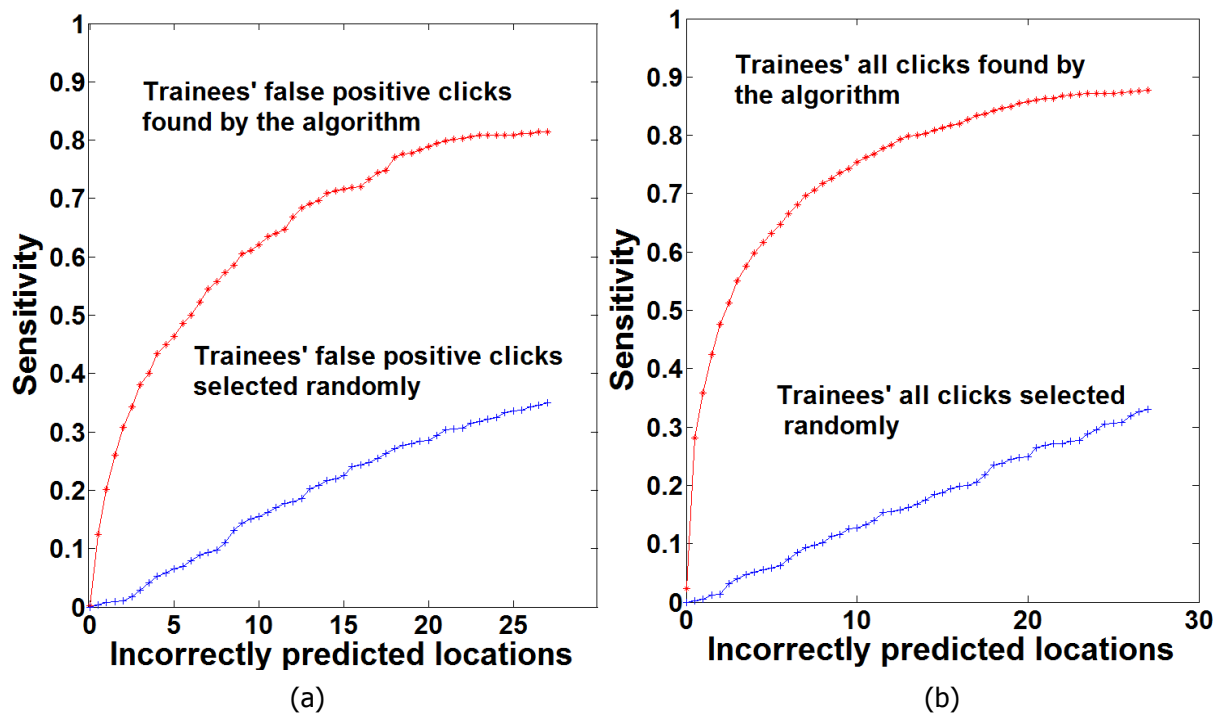 1
0.9
0.8
0.7
0.6
0.5
0.4
0.3
0.2
0.1
0
Sensitivity
Trainees' false positive clicks
found by the algorithm
Trainees' false positive clicks
selected randomly
0 5 10 15 20 25
Incorrectly predicted locations
(a)
1
0.9
0.8
0.7
0.6
0.5
0.4
0.3
0.2
0.1
0
Sensitivity
Trainees' all clicks found by
the algorithm
Trainees' all clicks selected
randomly
0 10 20 30
Incorrectly predicted locations
(b)